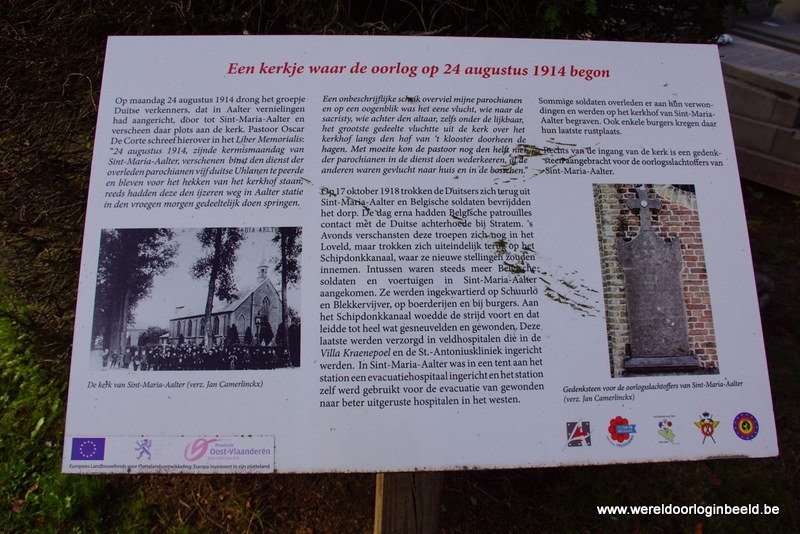 Een kerkje waar de oorlog op 24 augustus 1914 begon
Op maandag 24 augustus 1914 drong het groepje
Duitse verkenners, dat in Aalter vernielingen
had aangericht, door tot Sint-Maria-Aalter en
verscheen daar plots aan de kerk. Pastoor Oscar
De Corte schreef hierover in het Liber Memorialis:
"24 augustus 1914, zijnde kermismaandag van
Sint-Maria-Aalter, verschenen binst den dienst der
overleden parochianen vijf duitse Uhlanen te peerde
en bleven voor het hekken van het kerkhof staan;
reeds hadden deze den ijzeren weg in Aalter statie
in den vroegen morgen gedeeltelijk doen springen.
MARIA AELTER
De kerk van Sint-Maria-Aalter (verz. Jan Camerlinckx)
Een onbeschrijflijke schrik overviel mijne parochianen
en op een oogenblik was het eene vlucht, wie naar de
sacristy, wie achter den altaar, zelfs onder de lijkbaar,
het grootste gedeelte vluchtte uit de kerk over het
kerkhof langs den hof van 't klooster doorheen de
hagen. Met moeite kon de pastoor nog den helft
der parochianen in de dienst doen wederkeeren, al de
anderen waren gevlucht naar huis en in de bosschen."
Op 17 oktober 1918 trokken de Duitsers zich terug uit
Sint-Maria-Aalter en Belgische soldaten bevrijdden
het dorp. De dag erna hadden Belgische patrouilles
contact met de Duitse achterhoede bij Straten. 's
Avonds verschansten deze troepen zich nog in het
Loveld, maar trokken zich uiteindelijk terug op het
Schipdonkkanaal, waar ze nieuwe stellingen zouden
innemen. Intussen waren steeds meer Belgische
soldaten en voertuigen in Sint-Maria-Aalter
aangekomen. Ze werden ingekwartierd op Schuurlo
en Blekkervijver, op boerderijen en bij burgers. Aan
het Schipdonkkanaal woedde de strijd voort en dat
leidde tot heel wat gesneuvelden en gewonden. Deze
laatste werden verzorgd in veldhospitalen die in de
Villa Kraenepoel en de St.-Antoniuskliniek ingericht
werden. In Sint-Maria-Aalter was in een tent aan het
station een evacuatiehospitaal ingericht en het station
zelf werd gebruikt voor de evacuatie van gewonden
naar beter uitgeruste hospitalen in het westen.
Sommige soldaten overleden er aan hun verwon-
dingen en werden op het kerkhof van Sint-Maria-
Aalter begraven. Ook enkele burgers kregen daar
hun laatste rustplaats.
Rechts van de ingang van de kerk is een gedenk-
steen aangebracht voor de oorlogsslachtoffers van
Sint-Maria-Aalter.
Gedenksteen voor de oorlogsslachtoffers van Sint-Maria-Aalter
(verz. Jan Camerlinckx)
provincie
Oost-Vlaanderen
Europees Landbouwfonds voor Plattelandsontwikkeling: Europa investeert in zijn platteland
www.wereldoorloginbeeld.be